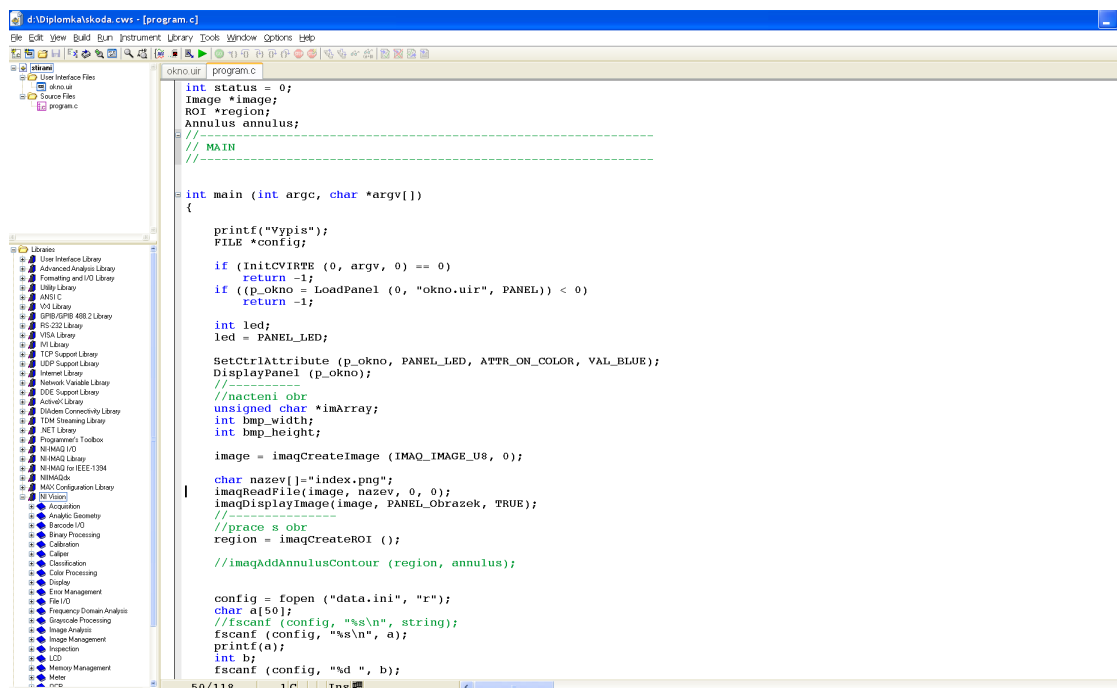 d:\Diplomka\skoda.cws - [program.c]
File Edit View Build Run Instrument Library Tools Window Options Help
stirani
User Interface Files
okno.uir
Source Files
program.c
Libraries
User Interface Library
Advanced Analysis Library
Formatting and I/O Library
Utility Library
ANSI C
VXI Library
GPIB/GPIB 488.2 Library
RS-232 Library
VISA Library
IVI Library
TCP Support Library
UDP Support Library
Internet Library
Network Variable Library
DDE Support Library
ActiveX Library
DIAdem Connectivity Library
TDM Streaming Library
.NET Library
Programmer's Toolbox
NI-IMAQ I/O
NI-IMAQ Library
NI-IMAQ for IEEE-1394
NIIMAQdx
MAX Configuration Library
NI Vision
Acquisition
Analytic Geometry
Barcode I/O
Binary Processing
Calibration
Caliper
Classification
Color Processing
Display
Error Management
File I/O
Frequency Domain Analysis
Grayscale Processing
Image Analysis
Image Management
Inspection
LCD
Memory Management
Meter
OCR
okno.uir program.c
int status = 0;
Image *image;
ROI *region;
Annulus annulus;
//---------------------------------------------------------------
// MAIN
//---------------------------------------------------------------
int main (int argc, char *argv[])
{
printf("Vypis");
FILE *config;
if (InitCVIRTE (0, argv, 0) == 0)
return -1;
if ((p_okno = LoadPanel (0, "okno.uir", PANEL)) < 0)
return -1;
int led;
led = PANEL_LED;
SetCtrlAttribute (p_okno, PANEL_LED, ATTR_ON_COLOR, VAL_BLUE);
DisplayPanel (p_okno);
//----------
//nacteni obr
unsigned char *imArray;
int bmp_width;
int bmp_height;
image = imaqCreateImage (IMAQ_IMAGE_U8, 0);
char nazev[]="index.png";
imaqReadFile(image, nazev, 0, 0);
imaqDisplayImage(image, PANEL_Obrazek, TRUE);
//---------------
//prace s obr
region = imaqCreateROI ();
//imaqAddAnnulusContour (region, annulus);
config = fopen ("data.ini", "r");
char a[50];
//fscanf (config, "%s\n", string);
fscanf (config, "%s\n", a);
printf(a);
int b;
fscanf (config, "%d ", b);
50/118 1 C Ins